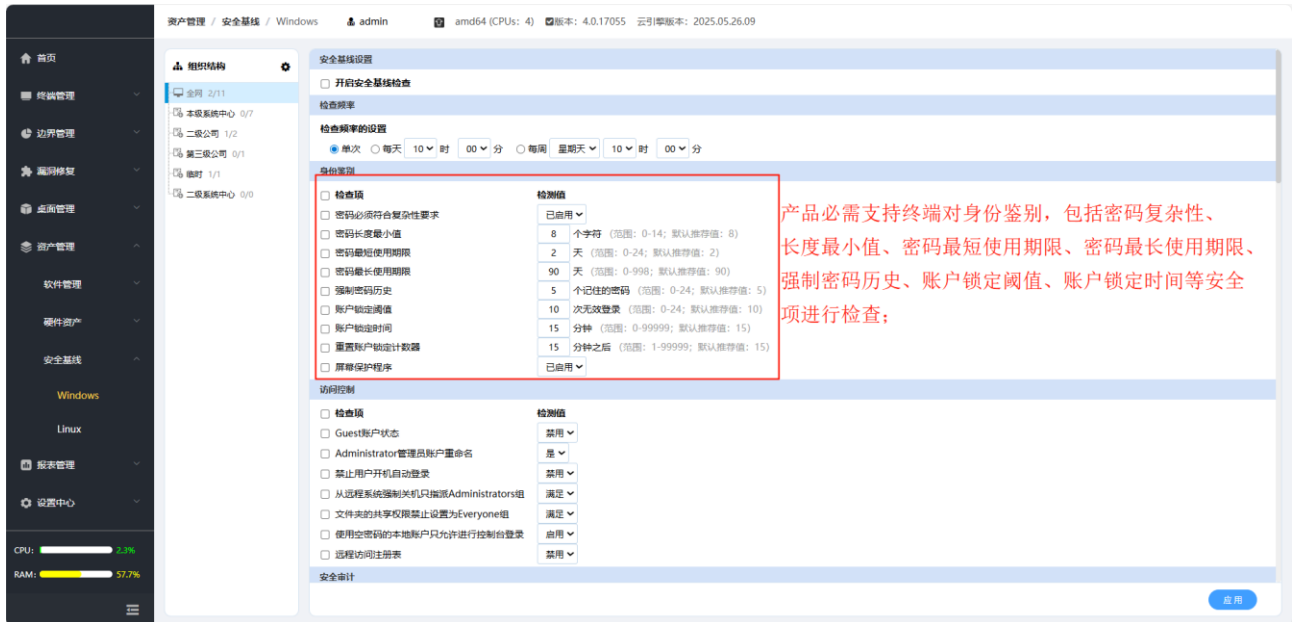 资产管理 / 安全基线 / Windows admin amd64 (CPUs: 4) 版本: 4.0.17055 云引擎版本: 2025.05.26.09
首页
终端管理
边界管理
漏洞修复
桌面管理
资产管理
软件管理
硬件资产
安全基线
Windows
Linux
报表管理
设置中心
CPU: 2.3%
RAM: 57.7%
组织结构
全网 2/11
本级系统中心 0/7
二级公司 1/2
第三级公司 0/1
临时 1/1
二级系统中心 0/0
安全基线设置
开启安全基线检查
检查频率
检查频率的设置
单次 每天 10 时 00 分 每周 星期天 10 时 00 分
身份鉴别
检查项 检测值
密码必须符合复杂性要求 已启用
密码长度最小值 8 个字符 (范围: 0-14; 默认推荐值: 8)
密码最短使用期限 2 天 (范围: 0-24; 默认推荐值: 2)
密码最长使用期限 90 天 (范围: 0-998; 默认推荐值: 90)
强制密码历史 5 个记住的密码 (范围: 0-24; 默认推荐值: 5)
账户锁定阈值 10 次无效登录 (范围: 0-24; 默认推荐值: 10)
账户锁定时间 15 分钟 (范围: 0-99999; 默认推荐值: 15)
重置账户锁定计数器 15 分钟之后 (范围: 1-99999; 默认推荐值: 15)
屏幕保护程序 已启用
产品必需支持终端对身份鉴别，包括密码复杂性、
长度最小值、密码最短使用期限、密码最长使用期限、
强制密码历史、账户锁定阈值、账户锁定时间等安全
项进行检查；
访问控制
检查项 检测值
Guest账户状态 禁用
Administrator管理员账户重命名 是
禁止用户开机自动登录 禁用
从远程系统强制关机只指派Administrators组 满足
文件夹的共享权限禁止设置为Everyone组 满足
使用空密码的本地账户只允许进行控制台登录 启用
远程访问注册表 禁用
安全审计
应用